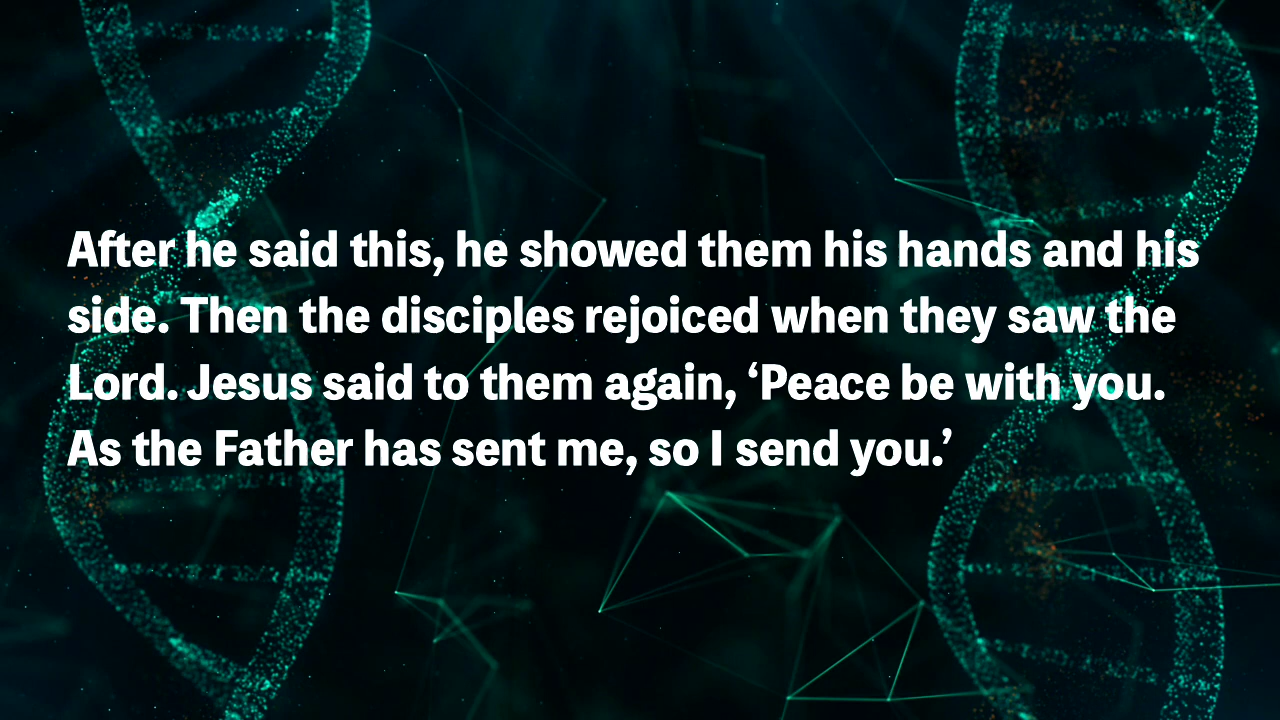 After he said this, he showed them his hands and his
side. Then the disciples rejoiced when they saw the
Lord. Jesus said to them again, ‘Peace be with you.
As the Father has sent me, so I send you.’